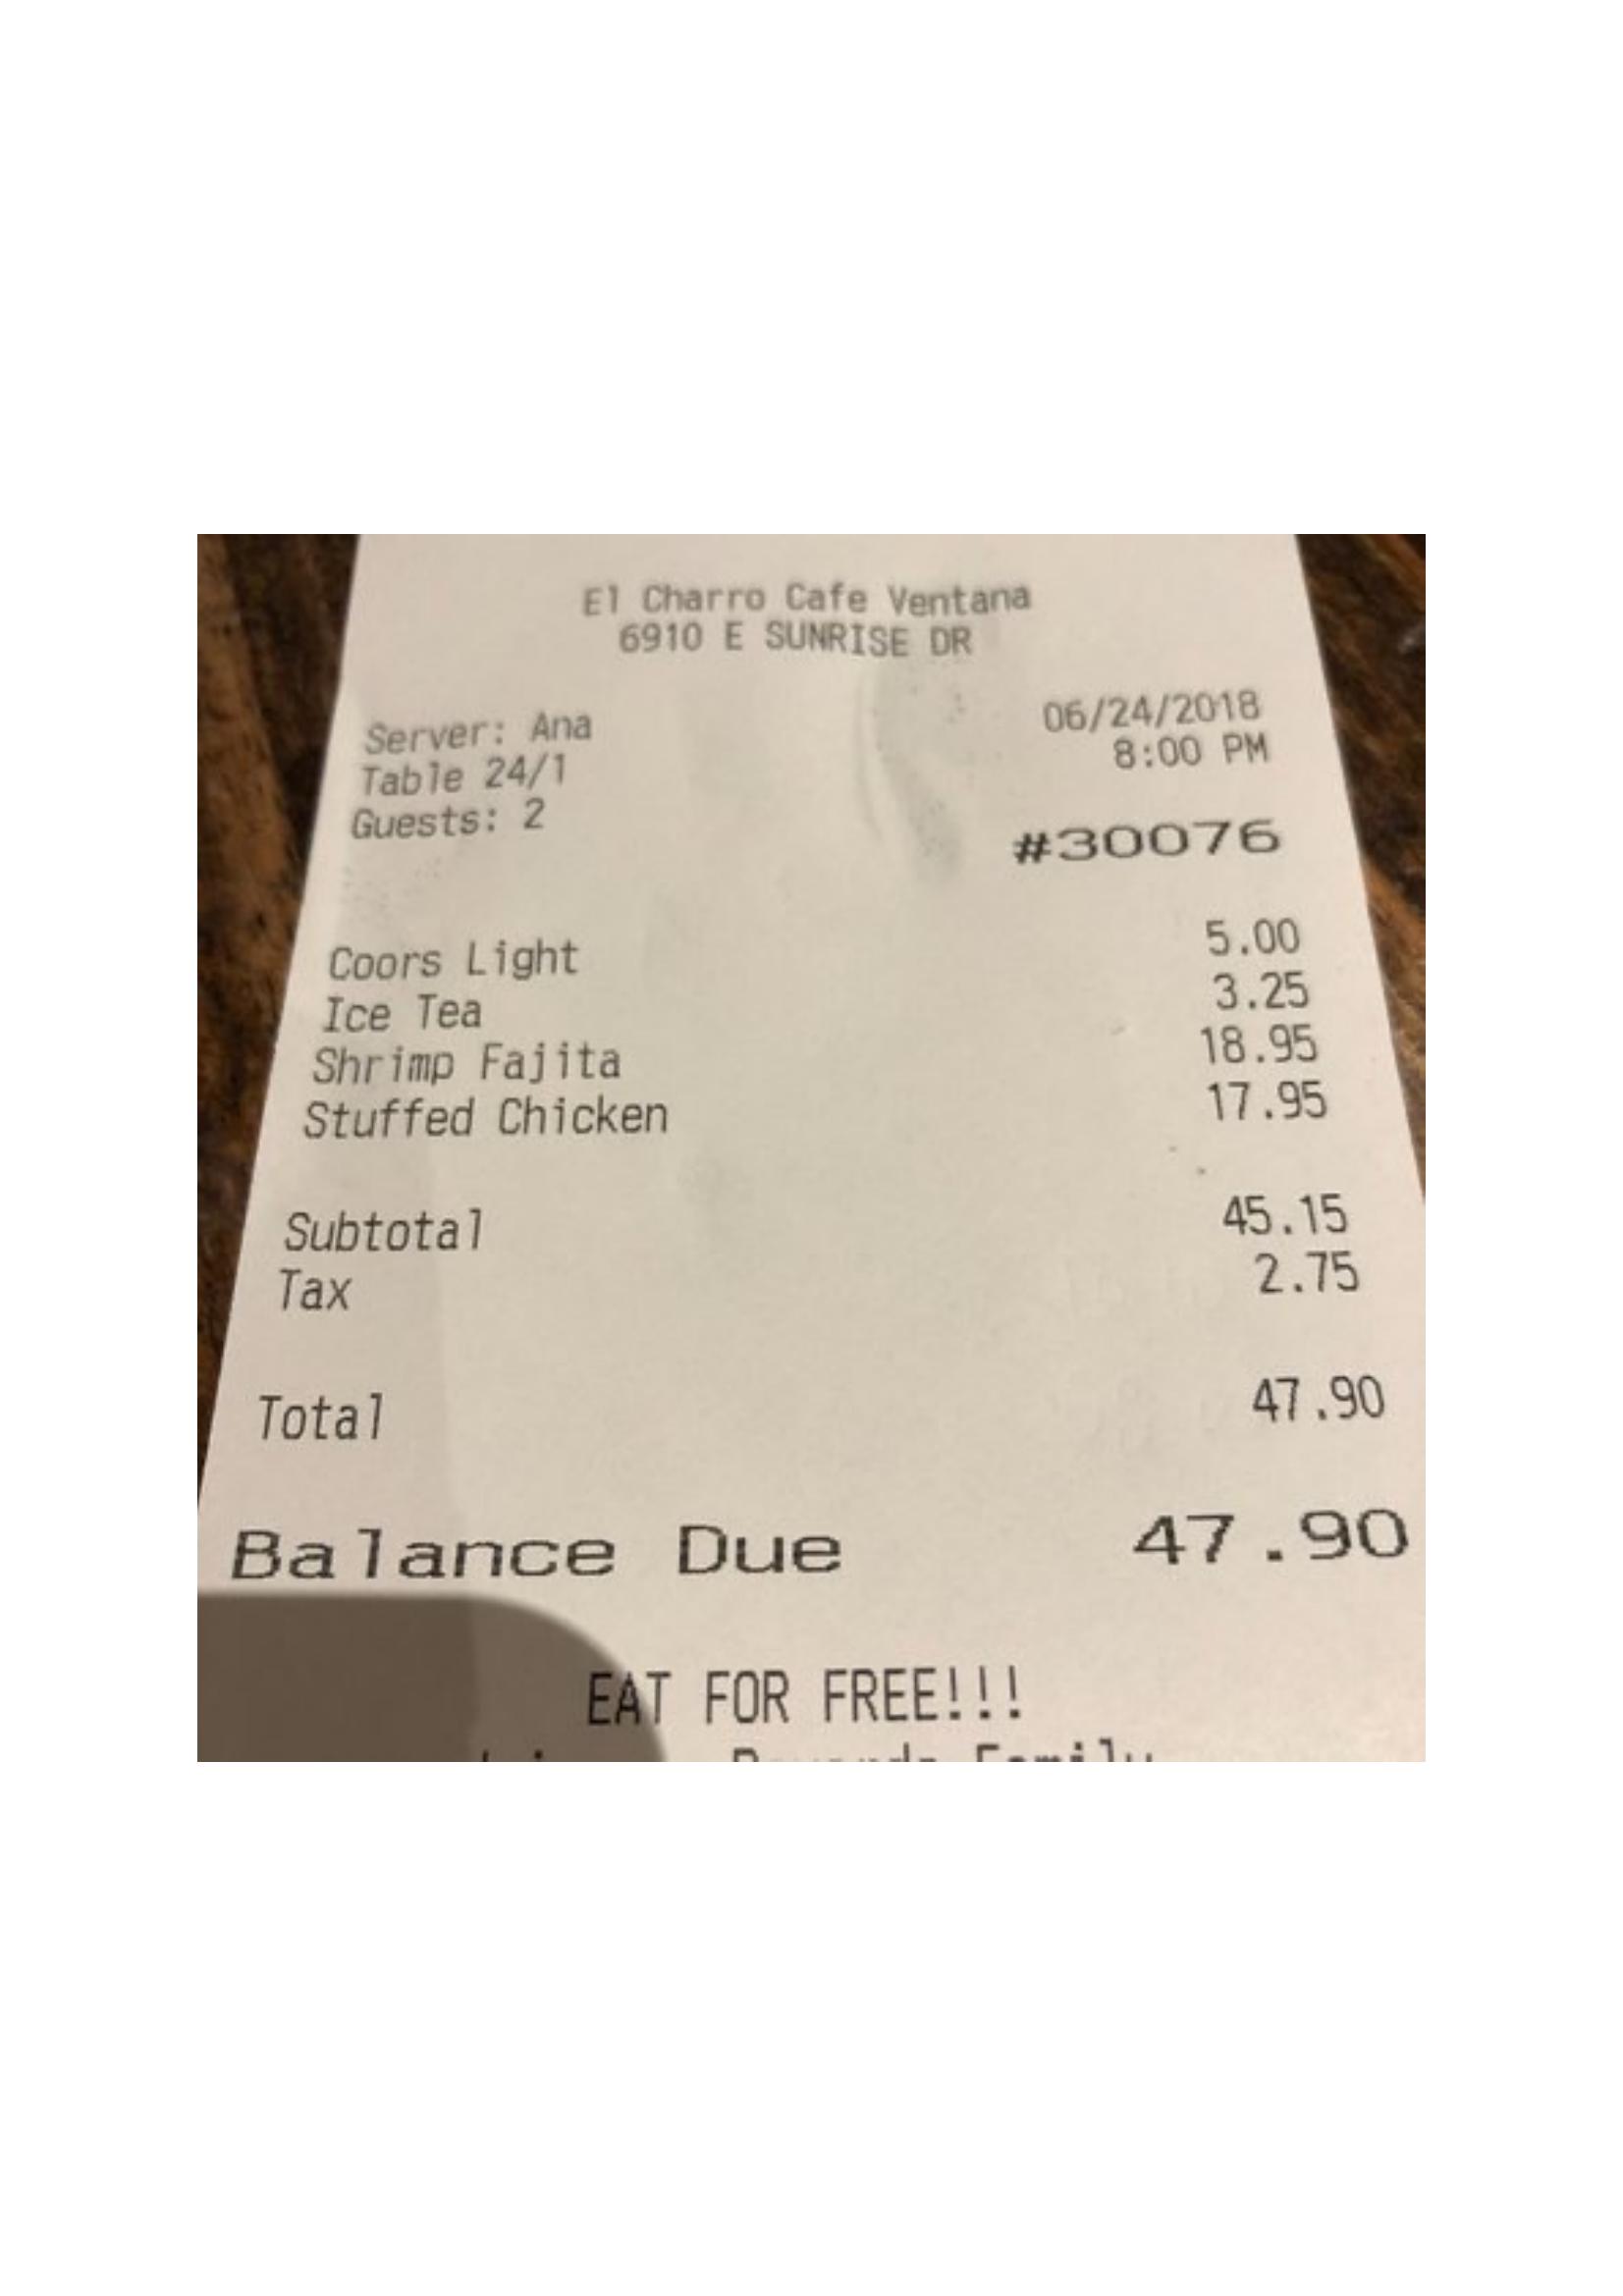 El Charro Cafe Ventana
6910 E SUNRISE DR
Server: Ana 06/24/2018
Table 24/1 8:00 PM
Guests: 2
#30076
Coors Light 5.00
Ice Tea 3.25
Shrimp Fajita 18.95
Stuffed Chicken 17.95
Subtotal 45.15
Tax 2.75
Total 47.90
Balance Due 47.90
EAT FOR FREE!!!
Rewards Family